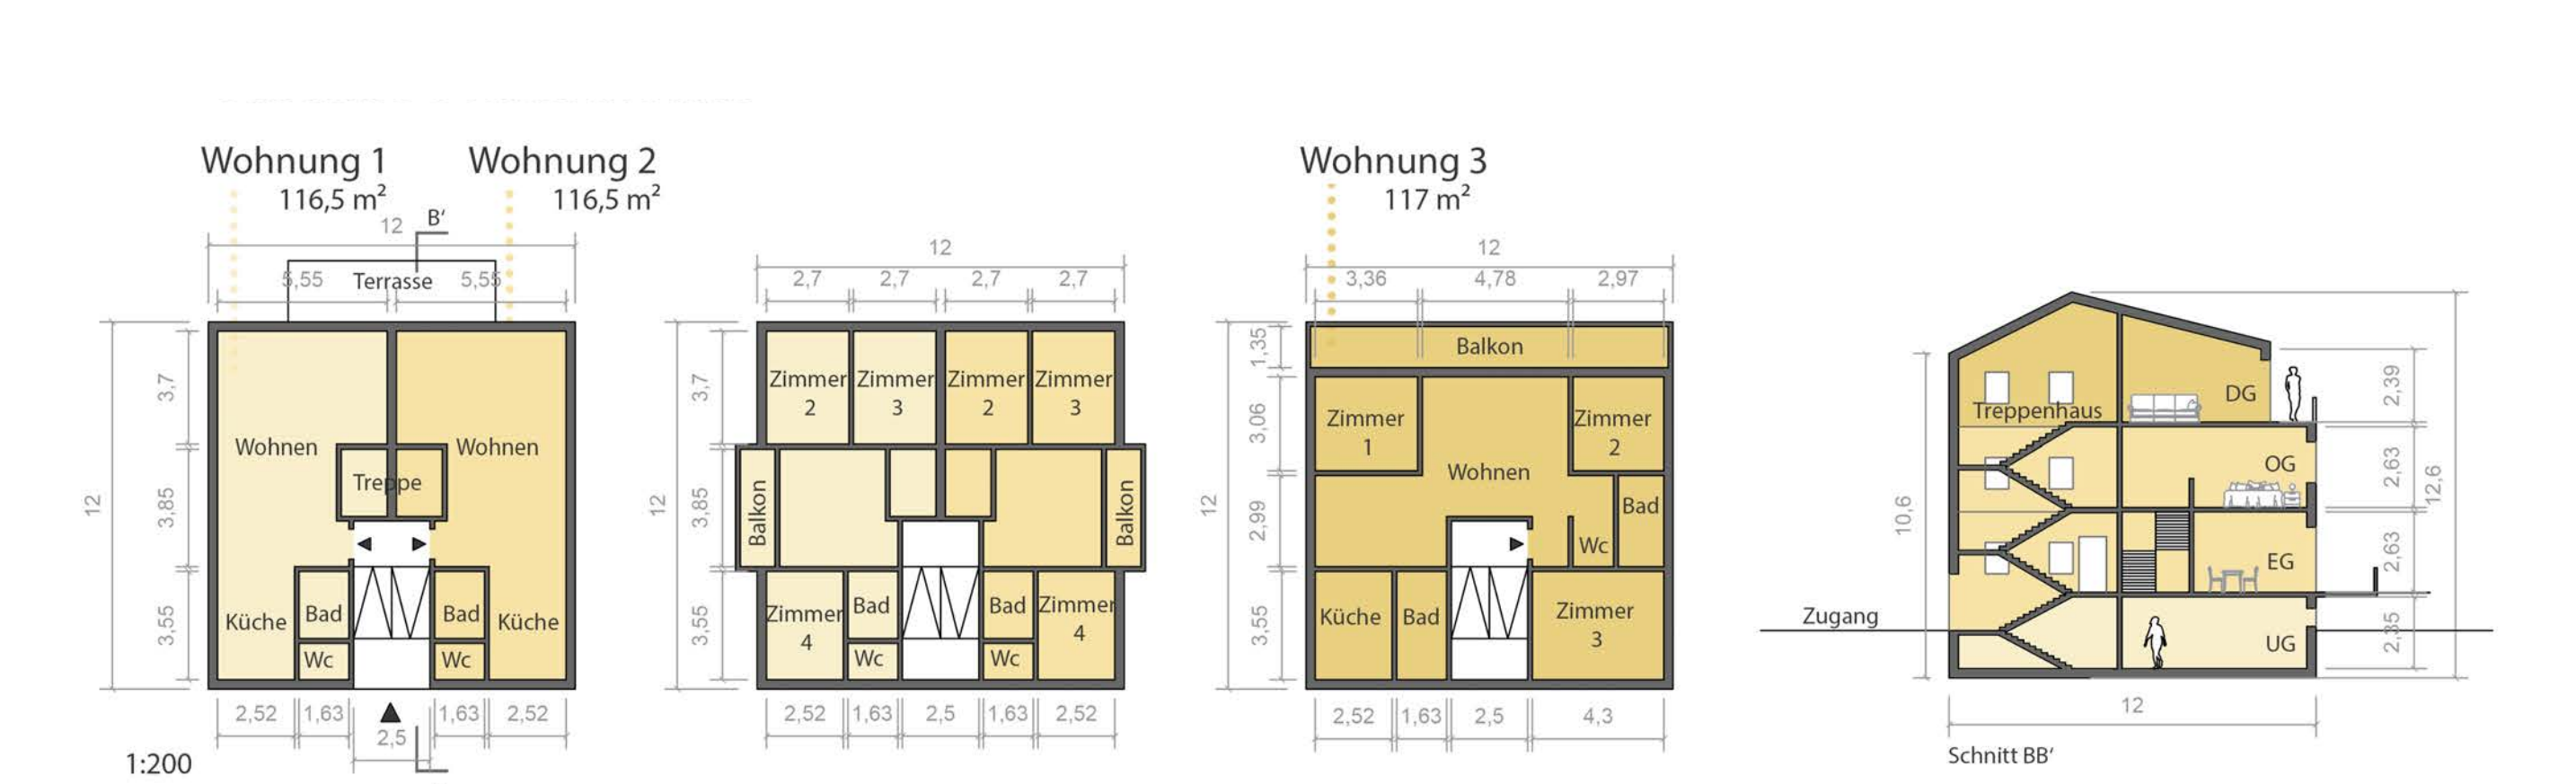 Wohnung 1
116,5 m²
Wohnung 2
116,5 m²
Wohnung 3
117 m²
12
B'
5,55
Terrasse
5,55
12
3,7
3,85
3,55
Wohnen
Wohnen
Treppe
Küche
Bad
Bad
Küche
Wc
Wc
2,52
1,63
1,63
2,52
2,5
1:200
12
2,7
2,7
2,7
2,7
12
3,7
3,85
3,55
Zimmer
2
Zimmer
3
Zimmer
2
Zimmer
3
Balkon
Balkon
Zimmer
4
Bad
Bad
Zimmer
4
Wc
Wc
2,52
1,63
2,5
1,63
2,52
12
3,36
4,78
2,97
12
1,35
3,06
2,99
3,55
Balkon
Zimmer
1
Zimmer
2
Wohnen
Bad
Wc
Küche
Bad
Zimmer
3
2,52
1,63
2,5
4,3
DG
Treppenhaus
OG
EG
Zugang
UG
10,6
2,39
2,63
2,63
2,35
12,6
12
Schnitt BB'